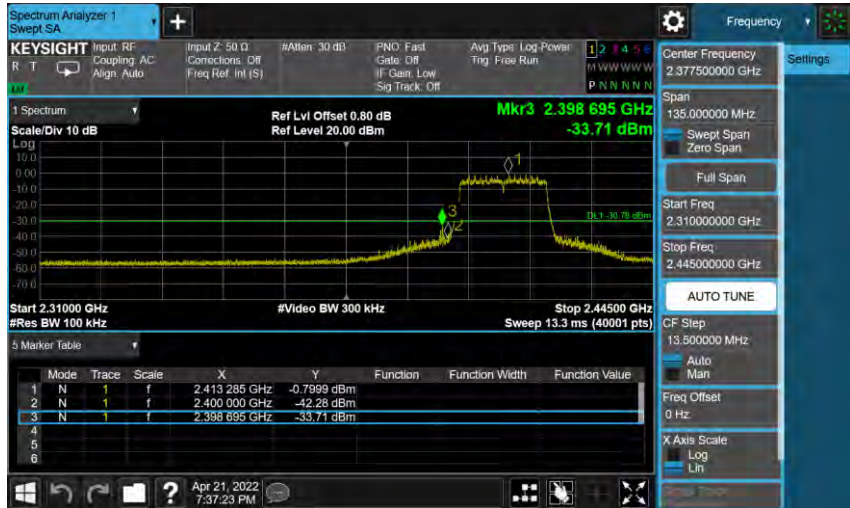 Spectrum Analyzer 1
Swept SA
Frequency
KEYSIGHT
R T
Input: RF
Coupling: AC
Align: Auto
Input Z: 50 Ω
Corrections: Off
Freq Ref: Int (S)
#Atten: 30 dB
PNO: Fast
Gate: Off
IF Gain: Low
Sig Track: Off
Avg Type: Log-Power
Trig: Free Run
1 2 3 4 5 6
M W W W W W
P N N N N N
1 Spectrum
Scale/Div 10 dB
Ref Lvl Offset 0.80 dB
Ref Level 20.00 dBm
Mkr3 2.398 695 GHz
-33.71 dBm
Log
10.0
0.00
-10.0
-20.0
-30.0
-40.0
-50.0
-60.0
-70.0
1
3
2
DL1 -30.78 dBm
Start 2.31000 GHz
#Res BW 100 kHz
#Video BW 300 kHz
Stop 2.44500 GHz
Sweep 13.3 ms (40001 pts)
5 Marker Table
Mode Trace Scale X Y Function Function Width Function Value
1 N 1 f 2.413 285 GHz -0.7999 dBm
2 N 1 f 2.400 000 GHz -42.28 dBm
3 N 1 f 2.398 695 GHz -33.71 dBm
4
5
6
Apr 21, 2022
7:37:23 PM
?
Center Frequency
2.377500000 GHz
Span
135.000000 MHz
Swept Span
Zero Span
Full Span
Start Freq
2.310000000 GHz
Stop Freq
2.445000000 GHz
AUTO TUNE
CF Step
13.500000 MHz
Auto
Man
Freq Offset
0 Hz
X Axis Scale
Log
Lin
Settings